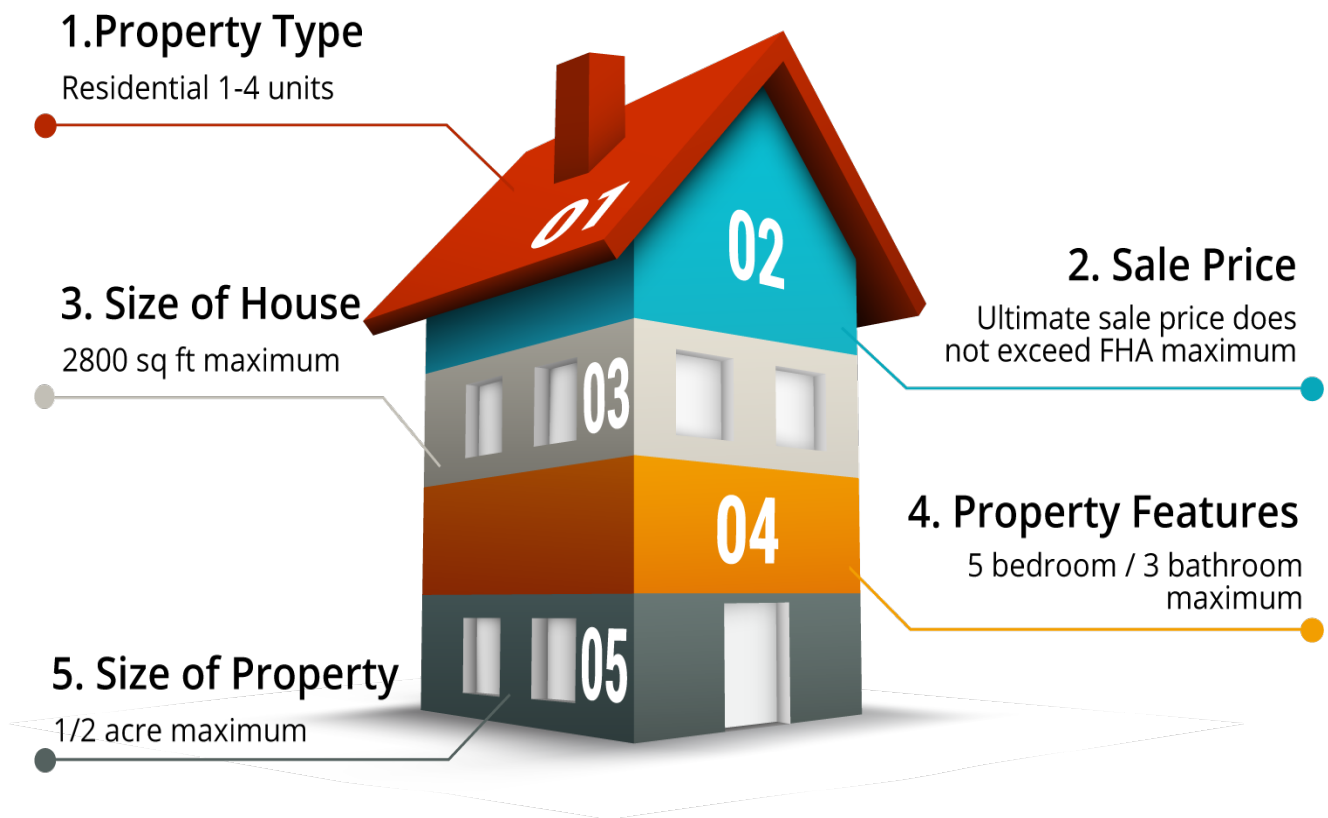 1.Property Type
Residential 1-4 units
01
02
2. Sale Price
Ultimate sale price does
not exceed FHA maximum
3. Size of House
2800 sq ft maximum
03
04
4. Property Features
5 bedroom / 3 bathroom
maximum
05
5. Size of Property
1/2 acre maximum